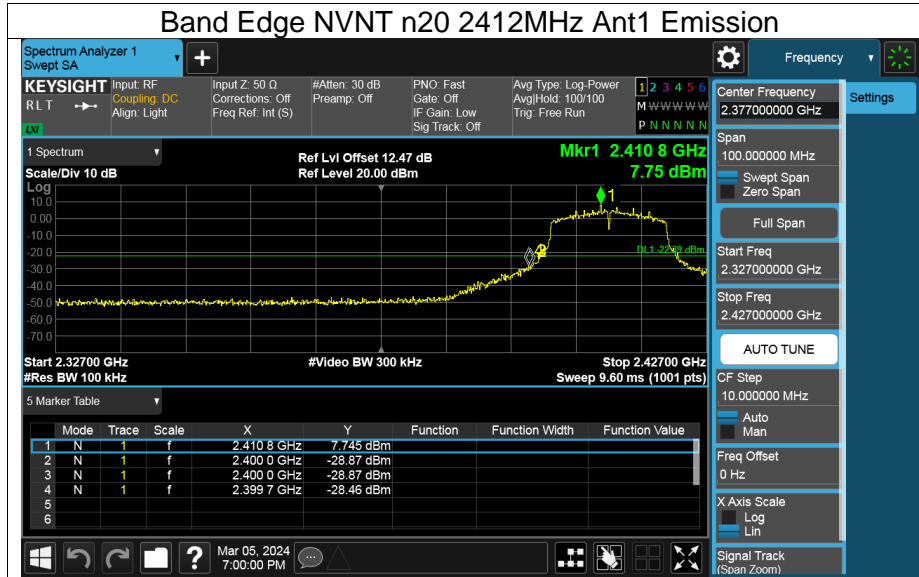 Band Edge NVNT n20 2412MHz Ant1 Emission
Spectrum Analyzer 1
Swept SA
+
Frequency
KEYSIGHT
R L T
LXI
Input: RF
Coupling: DC
Align: Light
Input Z: 50 Ω
Corrections: Off
Freq Ref: Int (S)
#Atten: 30 dB
Preamp: Off
PNO: Fast
Gate: Off
IF Gain: Low
Sig Track: Off
Avg Type: Log-Power
Avg|Hold: 100/100
Trig: Free Run
1 2 3 4 5 6
M W W W W W
P N N N N N
Center Frequency
2.377000000 GHz
Settings
Span
100.000000 MHz
Swept Span
Zero Span
Full Span
Start Freq
2.327000000 GHz
Stop Freq
2.427000000 GHz
AUTO TUNE
CF Step
10.000000 MHz
Auto
Man
Freq Offset
0 Hz
X Axis Scale
Log
Lin
Signal Track
(Span Zoom)
1 Spectrum
Scale/Div 10 dB
Ref Lvl Offset 12.47 dB
Ref Level 20.00 dBm
Mkr1 2.410 8 GHz
7.75 dBm
Log
10.0
0.00
-10.0
-20.0
-30.0
-40.0
-50.0
-60.0
-70.0
1
Start 2.32700 GHz
#Res BW 100 kHz
#Video BW 300 kHz
Stop 2.42700 GHz
Sweep 9.60 ms (1001 pts)
5 Marker Table
Mode Trace Scale X Y Function Function Width Function Value
1 N 1 f 2.410 8 GHz 7.745 dBm
2 N 1 f 2.400 0 GHz -28.87 dBm
3 N 1 f 2.400 0 GHz -28.87 dBm
4 N 1 f 2.399 7 GHz -28.46 dBm
5
6
?
Mar 05, 2024
7:00:00 PM